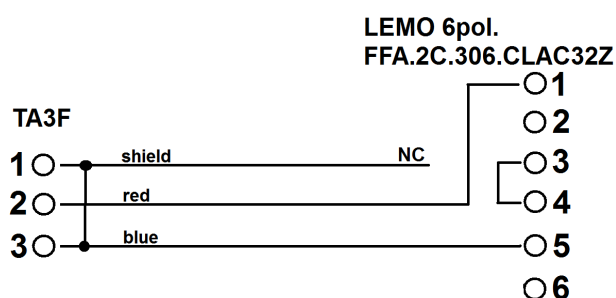 LEMO 6pol.
FFA.2C.306.CLAC32Z
TA3F
1
2
3
shield
red
blue
NC
1
2
3
4
5
6